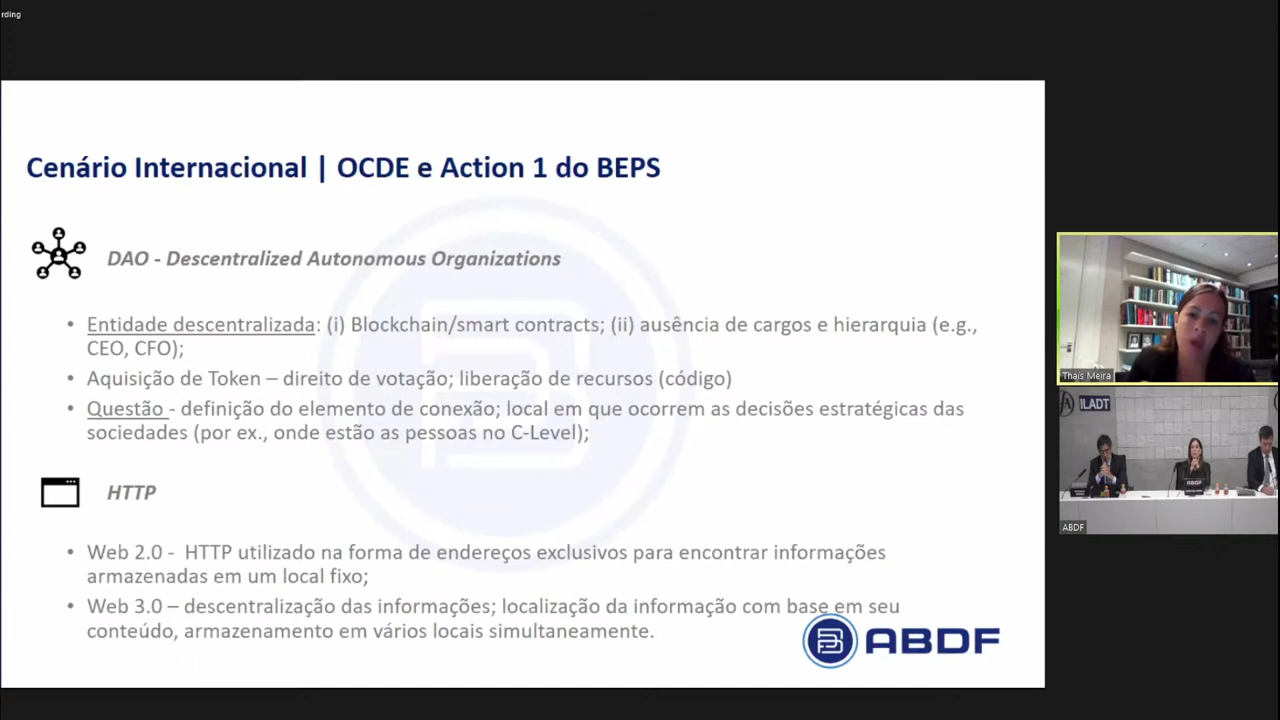 rding
Cenário Internacional | OCDE e Action 1 do BEPS
DAO - Descentralized Autonomous Organizations
• Entidade descentralizada: (i) Blockchain/smart contracts; (ii) ausência de cargos e hierarquia (e.g.,
CEO, CFO);
• Aquisição de Token – direito de votação; liberação de recursos (código)
• Questão - definição do elemento de conexão; local em que ocorrem as decisões estratégicas das
sociedades (por ex., onde estão as pessoas no C-Level);
HTTP
• Web 2.0 - HTTP utilizado na forma de endereços exclusivos para encontrar informações
armazenadas em um local fixo;
• Web 3.0 – descentralização das informações; localização da informação com base em seu
conteúdo, armazenamento em vários locais simultaneamente.
ABDF
Thais Meira
ILADT
ABDF
ABDF